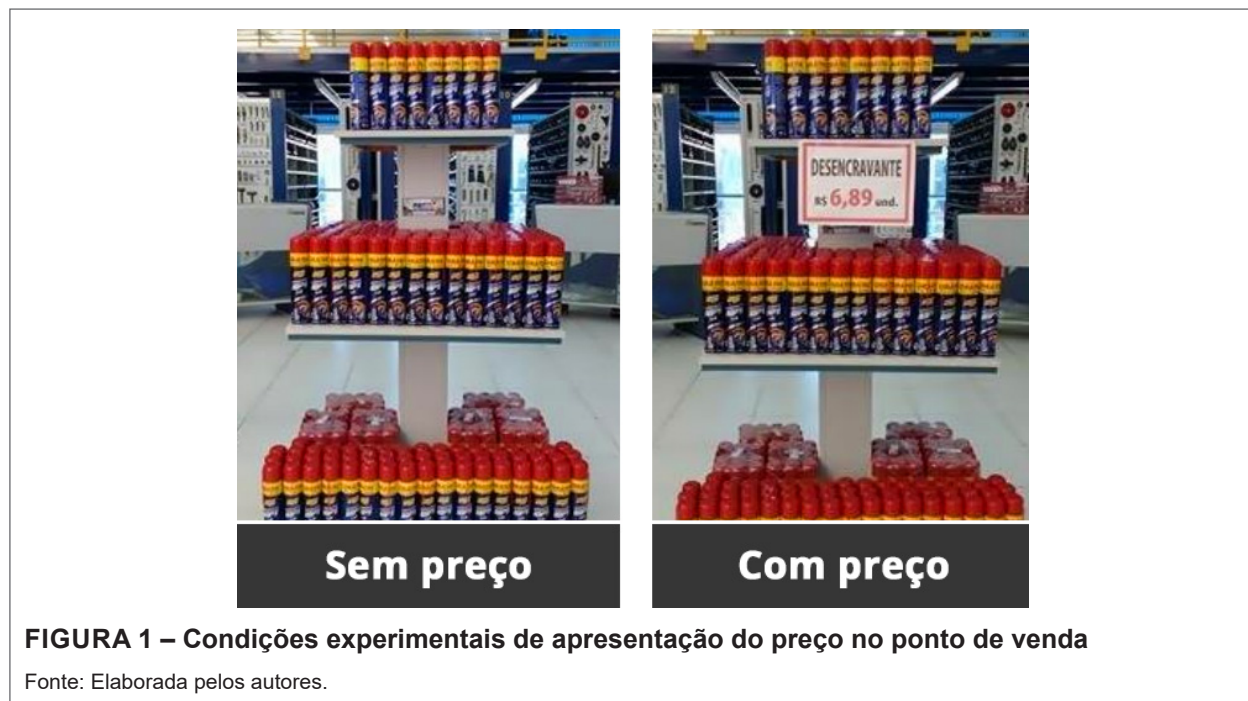 DESENCRAVANTE
R$ 6,89 und.
Sem preço
Com preço
FIGURA 1 – Condições experimentais de apresentação do preço no ponto de venda
Fonte: Elaborada pelos autores.